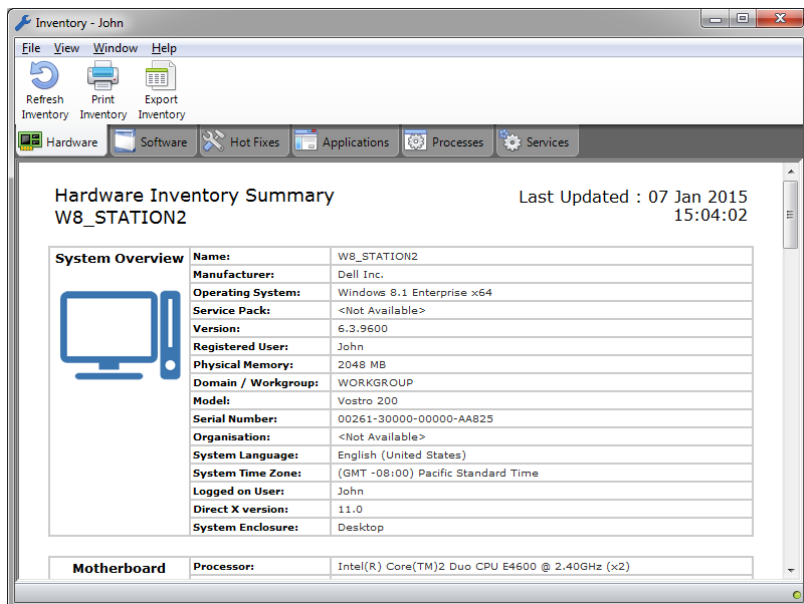 Inventory - John
File View Window Help
Refresh Inventory
Print Inventory
Export Inventory
Hardware Software Hot Fixes Applications Processes Services
Hardware Inventory Summary
W8_STATION2
Last Updated : 07 Jan 2015
15:04:02
System Overview
Name: W8_STATION2
Manufacturer: Dell Inc.
Operating System: Windows 8.1 Enterprise x64
Service Pack: <Not Available>
Version: 6.3.9600
Registered User: John
Physical Memory: 2048 MB
Domain / Workgroup: WORKGROUP
Model: Vostro 200
Serial Number: 00261-30000-00000-AA825
Organisation: <Not Available>
System Language: English (United States)
System Time Zone: (GMT -08:00) Pacific Standard Time
Logged on User: John
Direct X version: 11.0
System Enclosure: Desktop
Motherboard
Processor: Intel(R) Core(TM)2 Duo CPU E4600 @ 2.40GHz (x2)